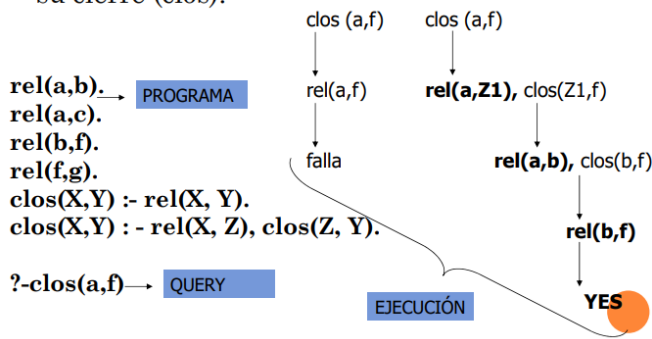 su cierre (clos):
clos (a,f)
clos (a,f)
rel(a,b).
PROGRAMA
rel(a,c).
rel(b,f).
rel(f,g).
clos(X,Y) :- rel(X, Y).
clos(X,Y) : - rel(X, Z), clos(Z, Y).
?-clos(a,f)
QUERY
rel(a,f)
falla
rel(a,Z1), clos(Z1,f)
rel(a,b), clos(b,f)
rel(b,f)
YES
EJECUCIÓN